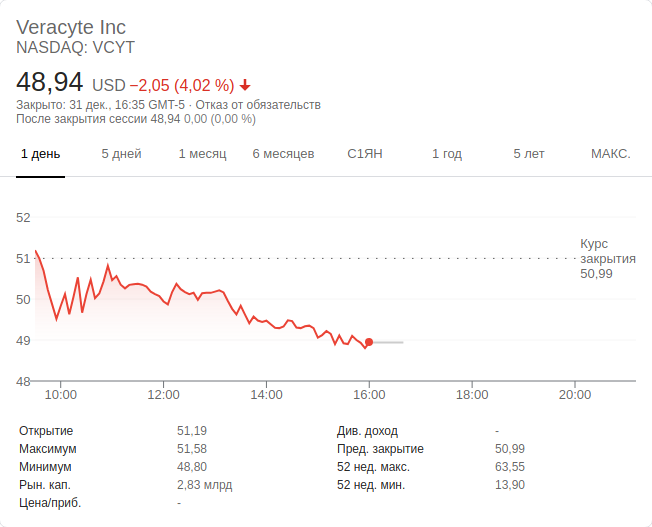 Veracyte Inc
NASDAQ: VCYT
48,94 USD −2,05 (4,02 %)
Закрыто: 31 дек., 16:35 GMT-5 · Отказ от обязательств
После закрытия сессии 48,94 0,00 (0,00 %)
1 день 5 дней 1 месяц 6 месяцев С1ЯН 1 год 5 лет МАКС.
52
51
50
49
48
Курс
закрытия
50,99
10:00 12:00 14:00 16:00 18:00 20:00
Открытие 51,19 Див. доход -
Максимум 51,58 Пред. закрытие 50,99
Минимум 48,80 52 нед. макс. 63,55
Рын. кап. 2,83 млрд 52 нед. мин. 13,90
Цена/приб. -